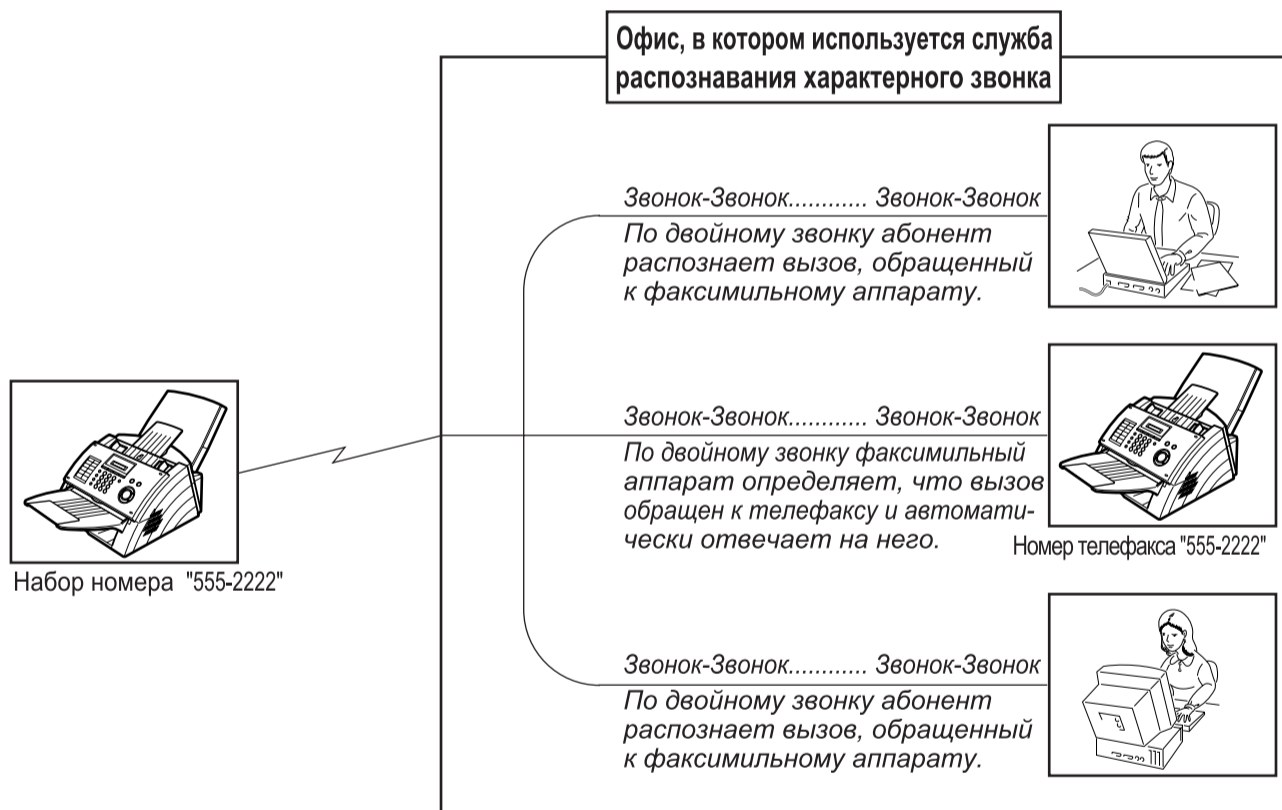 Офис, в котором используется служба
распознавания характерного звонка
Звонок-Звонок............ Звонок-Звонок
По двойному звонку абонент
распознает вызов, обращенный
к факсимильному аппарату.
Звонок-Звонок............ Звонок-Звонок
По двойному звонку факсимильный
аппарат определяет, что вызов
обращен к телефаксу и автомати-
чески отвечает на него.
Номер телефакса "555-2222"
Набор номера "555-2222"
Звонок-Звонок............ Звонок-Звонок
По двойному звонку абонент
распознает вызов, обращенный
к факсимильному аппарату.